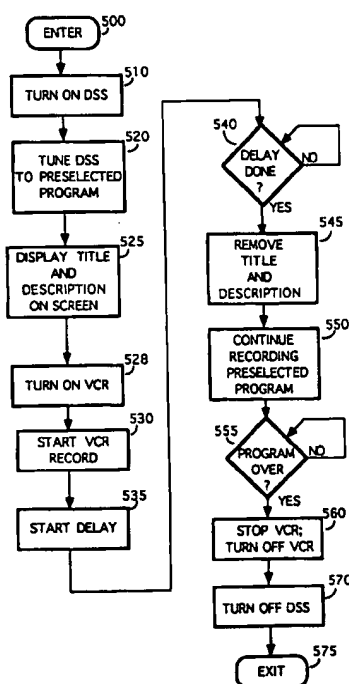 ENTER
500
510
TURN ON DSS
520
TUNE DSS
TO PRESELECTED
PROGRAM
525
DISPLAY TITLE
AND
DESCRIPTION
ON SCREEN
528
TURN ON VCR
530
START VCR
RECORD
535
START DELAY
540
DELAY
DONE
?
NO
YES
545
REMOVE
TITLE
AND
DESCRIPTION
550
CONTINUE
RECORDING
PRESELECTED
PROGRAM
555
PROGRAM
OVER
?
NO
YES
560
STOP VCR;
TURN OFF VCR
570
TURN OFF DSS
575
EXIT